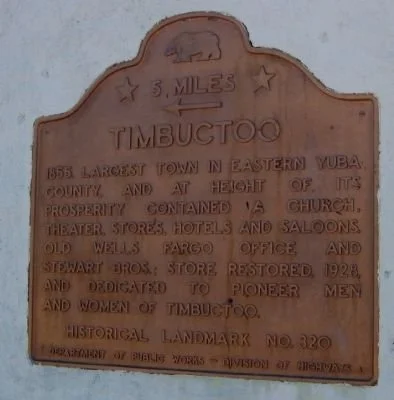 5 MILES
TIMBUCTOO
1855. LARGEST TOWN IN EASTERN YUBA
COUNTY, AND AT HEIGHT OF ITS
PROSPERITY CONTAINED A CHURCH,
THEATER, STORES, HOTELS AND SALOONS.
OLD WELLS FARGO OFFICE AND
STEWART BROS.; STORE RESTORED, 1928,
AND DEDICATED TO PIONEER MEN
AND WOMEN OF TIMBUCTOO.
HISTORICAL LANDMARK NO. 320
DEPARTMENT OF PUBLIC WORKS - DIVISION OF HIGHWAYS